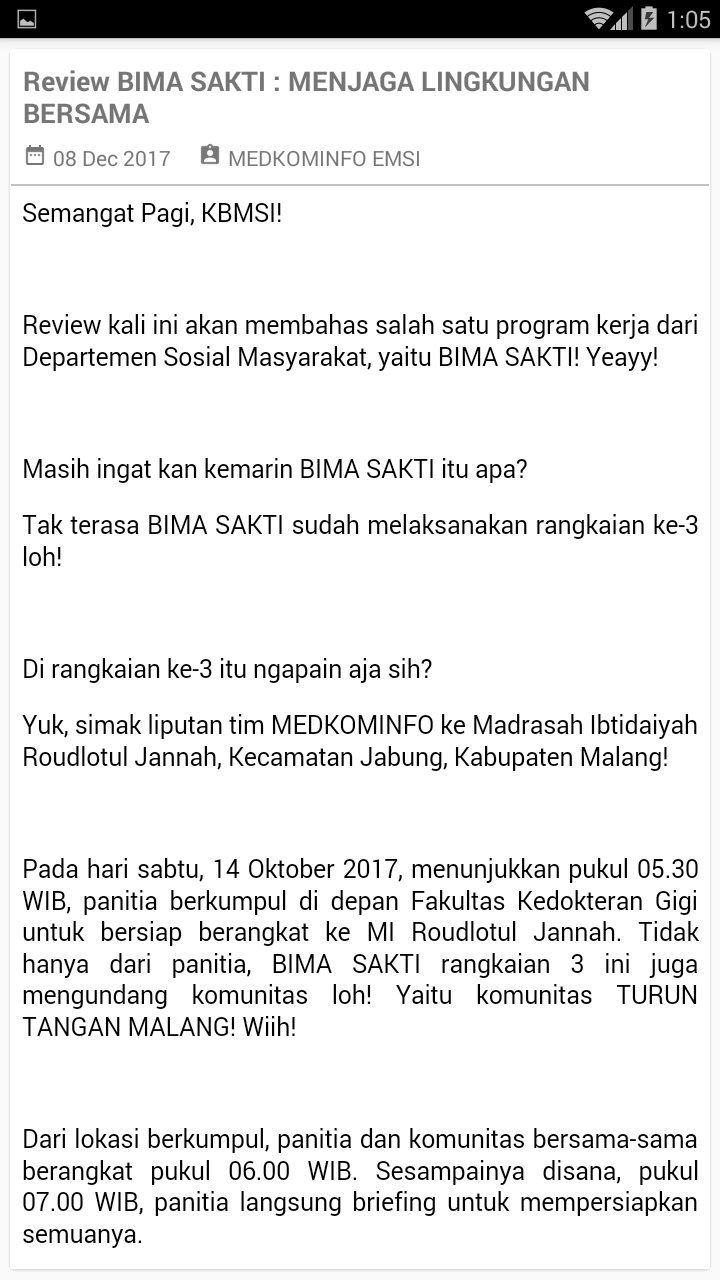 1:05
Review BIMA SAKTI : MENJAGA LINGKUNGAN
BERSAMA
08 Dec 2017 MEDKOMINFO EMSI
Semangat Pagi, KBMSI!
Review kali ini akan membahas salah satu program kerja dari
Departemen Sosial Masyarakat, yaitu BIMA SAKTI! Yeayy!
Masih ingat kan kemarin BIMA SAKTI itu apa?
Tak terasa BIMA SAKTI sudah melaksanakan rangkaian ke-3
loh!
Di rangkaian ke-3 itu ngapain aja sih?
Yuk, simak liputan tim MEDKOMINFO ke Madrasah Ibtidaiyah
Roudlotul Jannah, Kecamatan Jabung, Kabupaten Malang!
Pada hari sabtu, 14 Oktober 2017, menunjukkan pukul 05.30
WIB, panitia berkumpul di depan Fakultas Kedokteran Gigi
untuk bersiap berangkat ke MI Roudlotul Jannah. Tidak
hanya dari panitia, BIMA SAKTI rangkaian 3 ini juga
mengundang komunitas loh! Yaitu komunitas TURUN
TANGAN MALANG! Wiih!
Dari lokasi berkumpul, panitia dan komunitas bersama-sama
berangkat pukul 06.00 WIB. Sesampainya disana, pukul
07.00 WIB, panitia langsung briefing untuk mempersiapkan
semuanya.